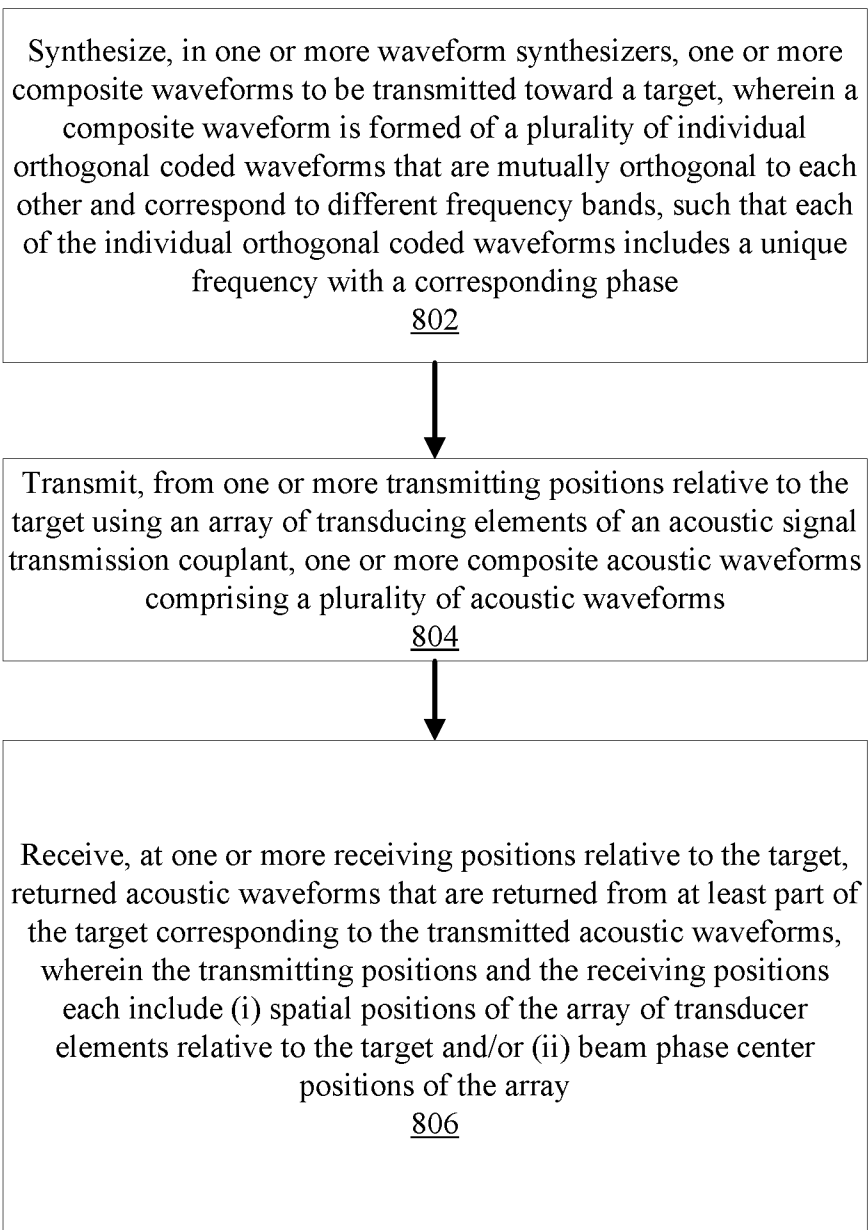 Synthesize, in one or more waveform synthesizers, one or more
composite waveforms to be transmitted toward a target, wherein a
composite waveform is formed of a plurality of individual
orthogonal coded waveforms that are mutually orthogonal to each
other and correspond to different frequency bands, such that each
of the individual orthogonal coded waveforms includes a unique
frequency with a corresponding phase
802
Transmit, from one or more transmitting positions relative to the
target using an array of transducing elements of an acoustic signal
transmission couplant, one or more composite acoustic waveforms
comprising a plurality of acoustic waveforms
804
Receive, at one or more receiving positions relative to the target,
returned acoustic waveforms that are returned from at least part of
the target corresponding to the transmitted acoustic waveforms,
wherein the transmitting positions and the receiving positions
each include (i) spatial positions of the array of transducer
elements relative to the target and/or (ii) beam phase center
positions of the array
806